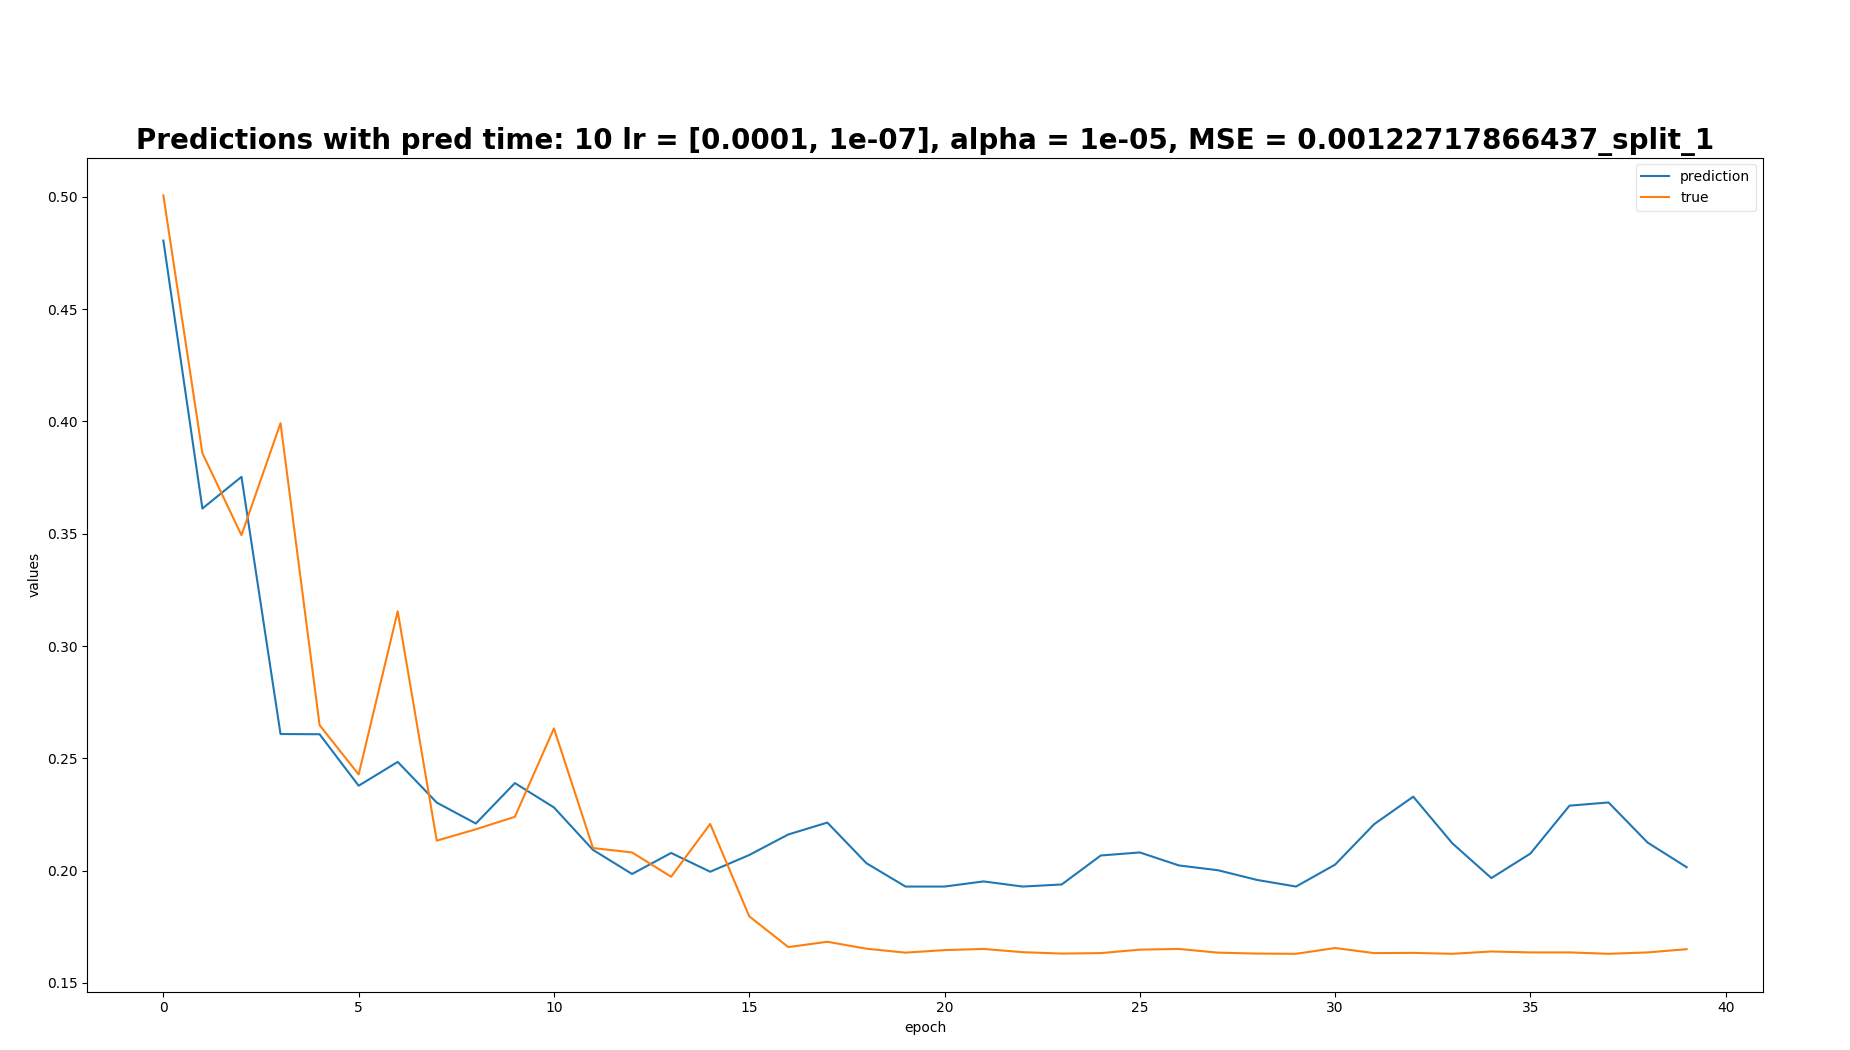 Predictions with pred time: 10 lr = [0.0001, 1e-07], alpha = 1e-05, MSE = 0.00122717866437_split_1
prediction
true
0.50
0.45
0.40
0.35
0.30
0.25
0.20
0.15
values
0 5 10 15 20 25 30 35 40
epoch